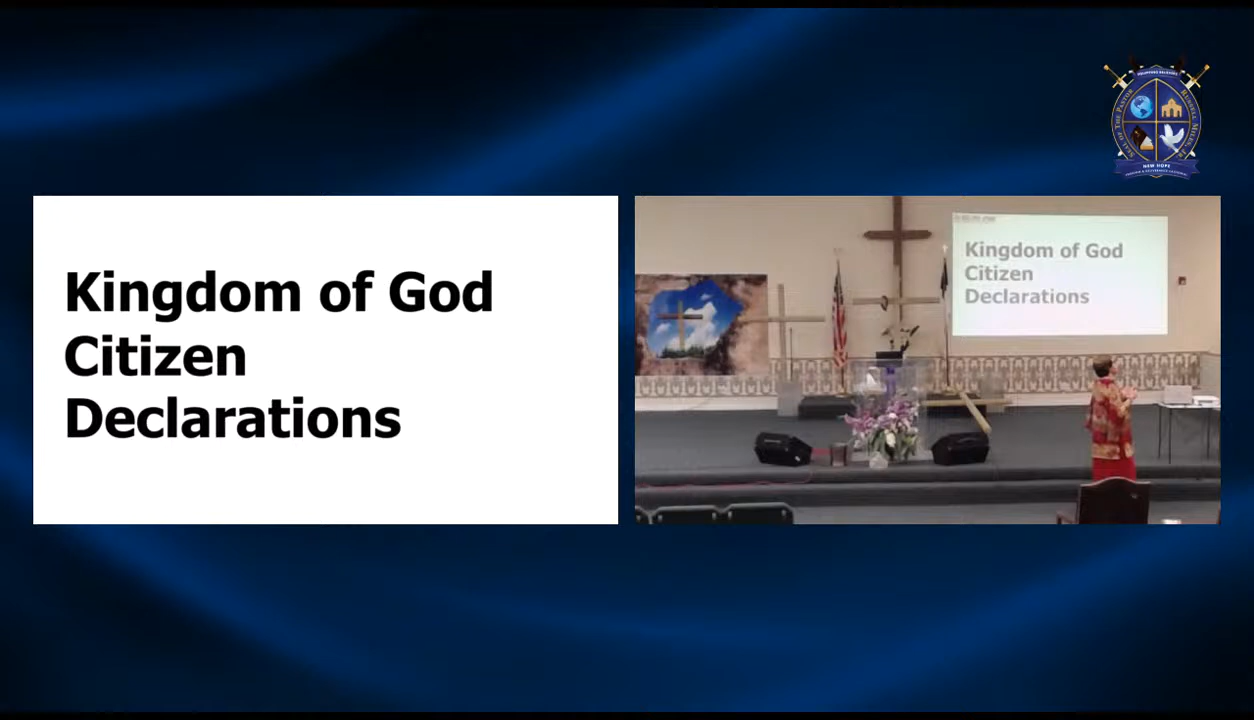 Kingdom of God
Citizen
Declarations
Kingdom of God
Citizen
Declarations
NEW HOPE